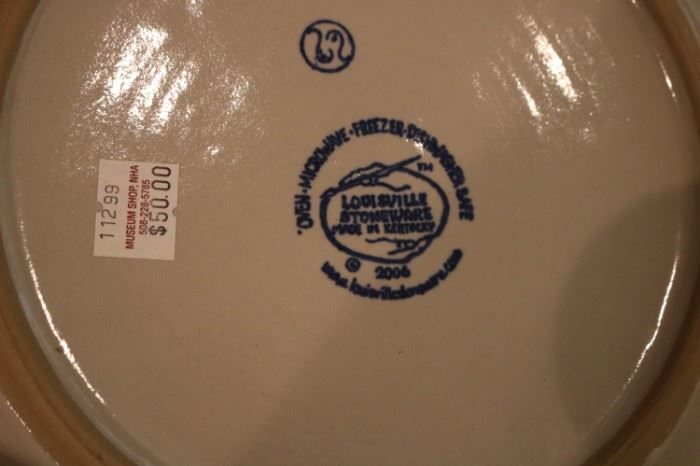 "OVEN • MICROWAVE • FREEZER • DISHWASHER SAFE
TM
LOUISVILLE
STONEWARE
MADE IN KENTUCKY
© 2006
www.louisvillestoneware.com
11299
MUSEUM SHOP, NHA
508-228-5785
$50.00